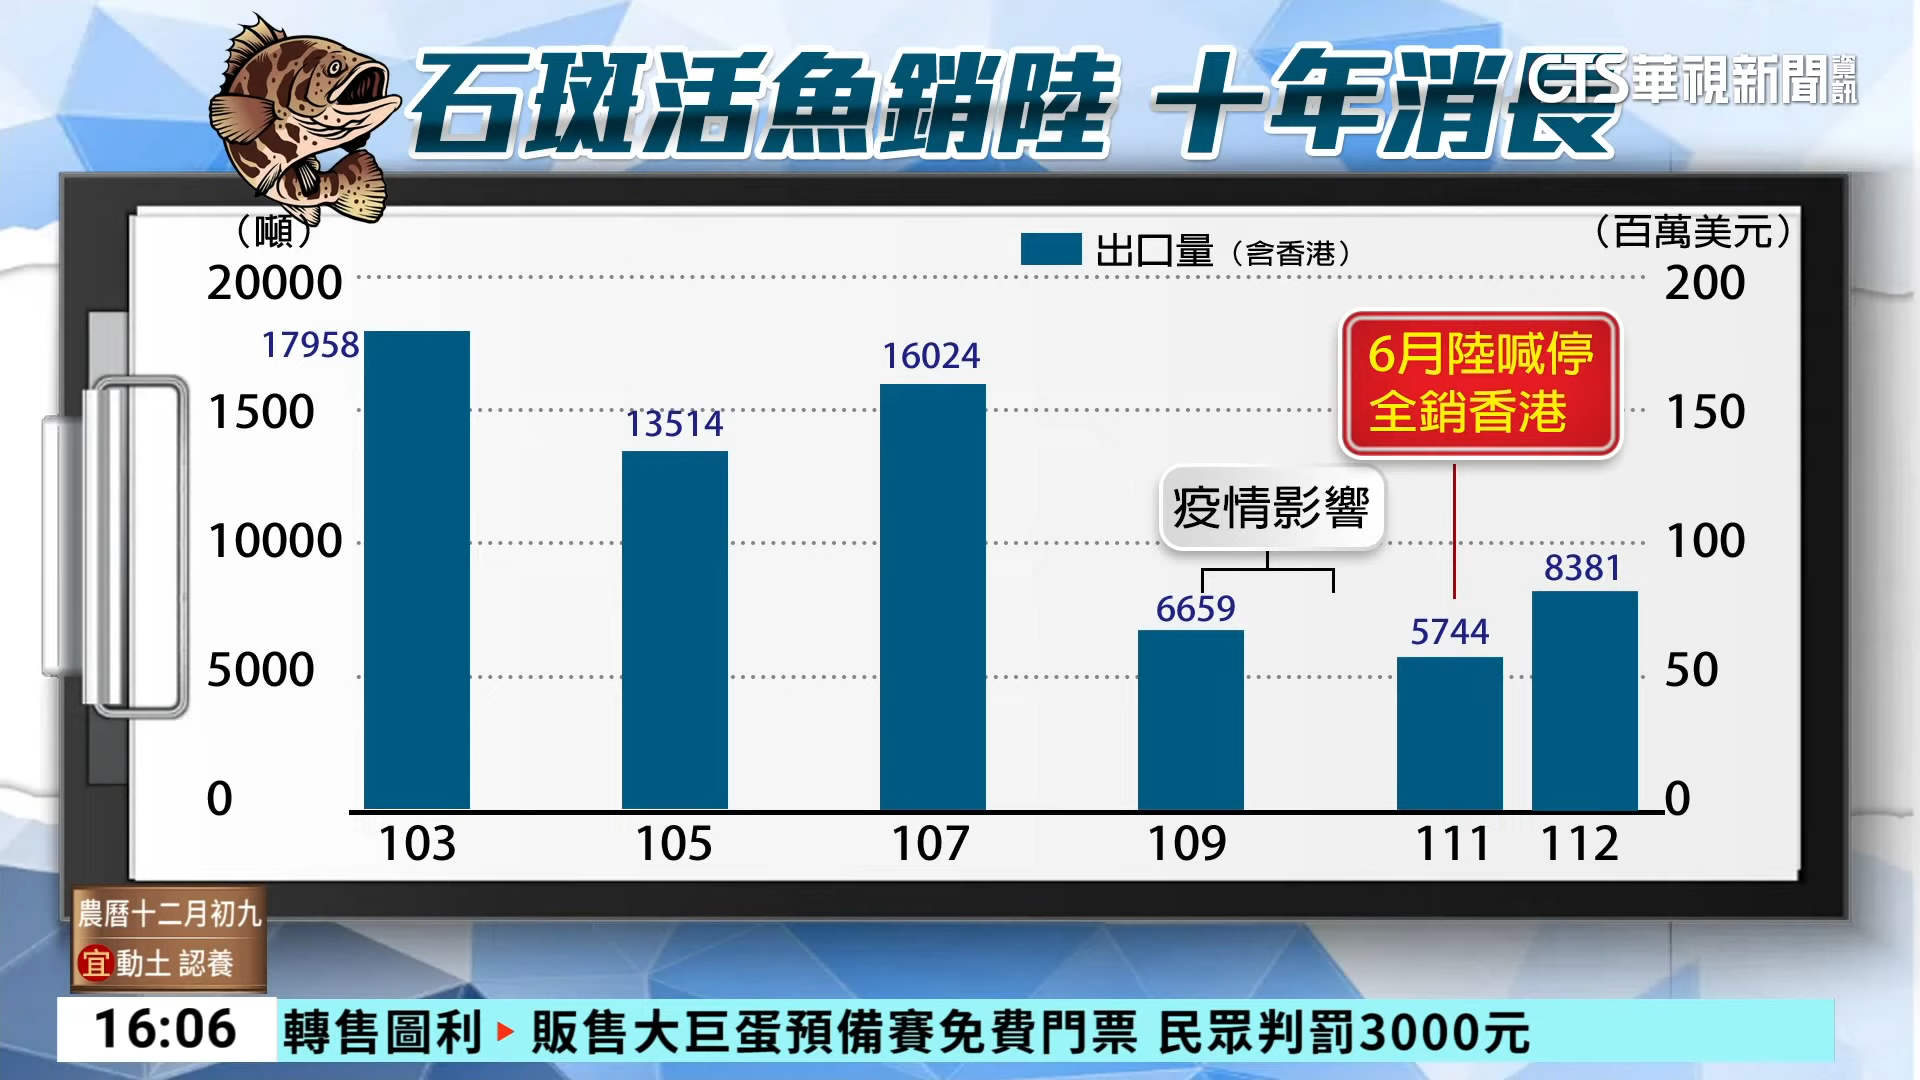 石斑活魚銷陸 十年消長
CTS華視新聞資訊
（噸）
（百萬美元）
出口量（含香港）
20000
200
17958
16024
6月陸喊停
全銷香港
1500
13514
150
疫情影響
10000
100
8381
6659
5744
5000
50
0
0
103 105 107 109 111 112
農曆十二月初九
宜 動土 認養
16:06 轉售圖利 販售大巨蛋預備賽免費門票 民眾判罰3000元